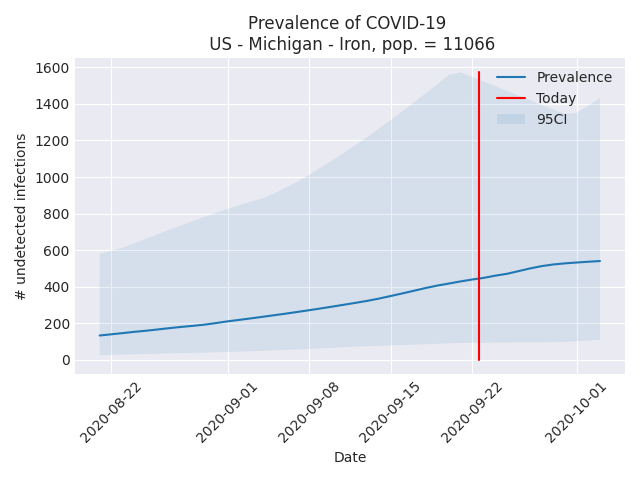 Prevalence of COVID-19
US - Michigan - Iron, pop. = 11066
1600
1400
1200
1000
800
600
400
200
0
# undetected infections
Prevalence
Today
95CI
2020-08-22
2020-09-01
2020-09-08
2020-09-15
2020-09-22
2020-10-01
Date